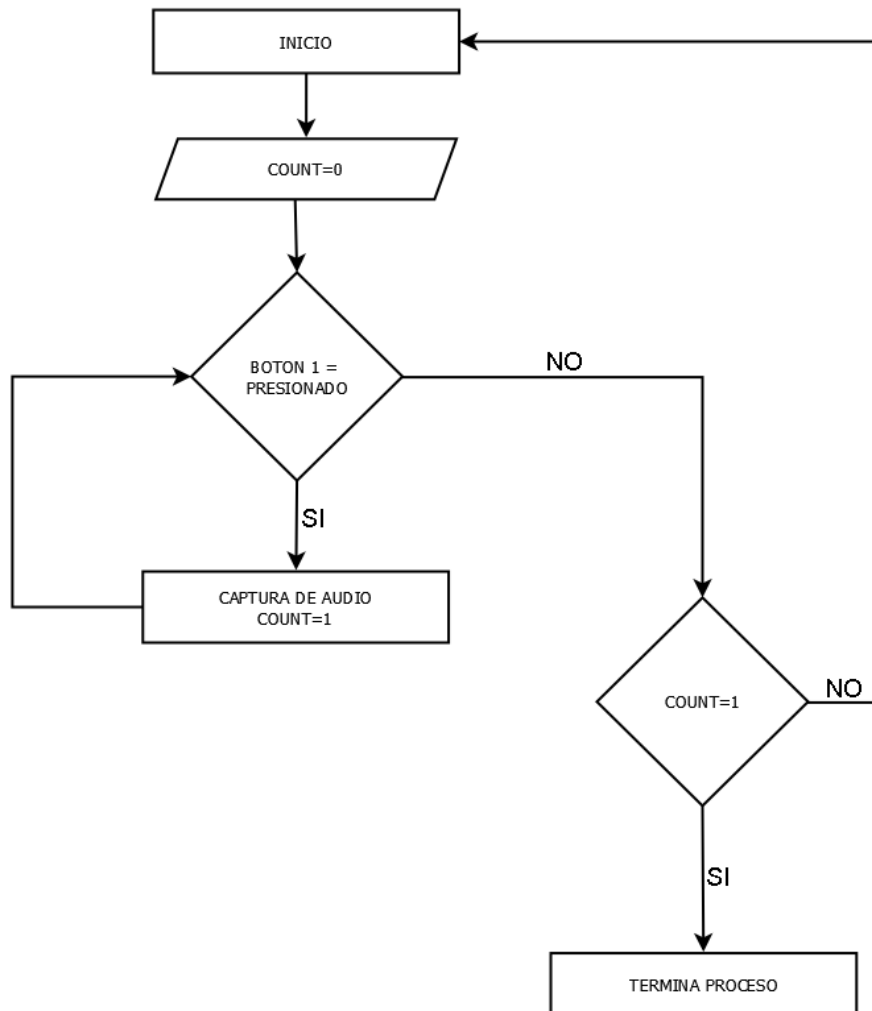 INICIO
COUNT=0
BOTON 1 =
PRESIONADO
NO
SI
CAPTURA DE AUDIO
COUNT=1
COUNT=1
NO
SI
TERMINA PROCESO